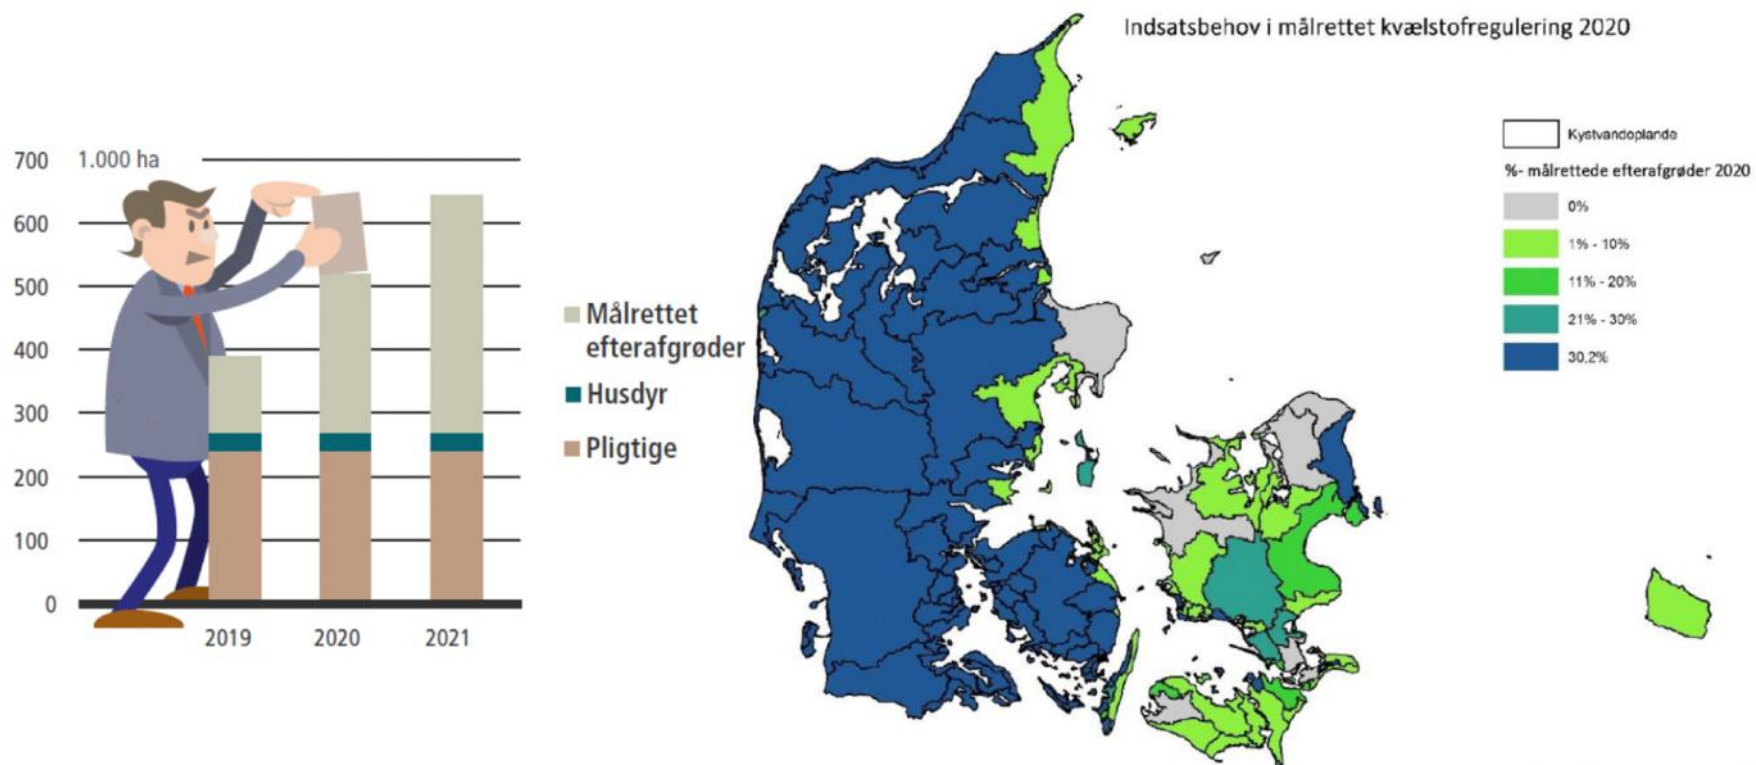 700
1.000 ha
600
500
400
300
200
100
0
2019
2020
2021
Målrettet
efterafgrøder
Husdyr
Pligtige
Indsatsbehov i målrettet kvælstofregulering 2020
Kystvandoplande
%- målrettede efterafgrøder 2020
0%
1% - 10%
11% - 20%
21% - 30%
30,2%